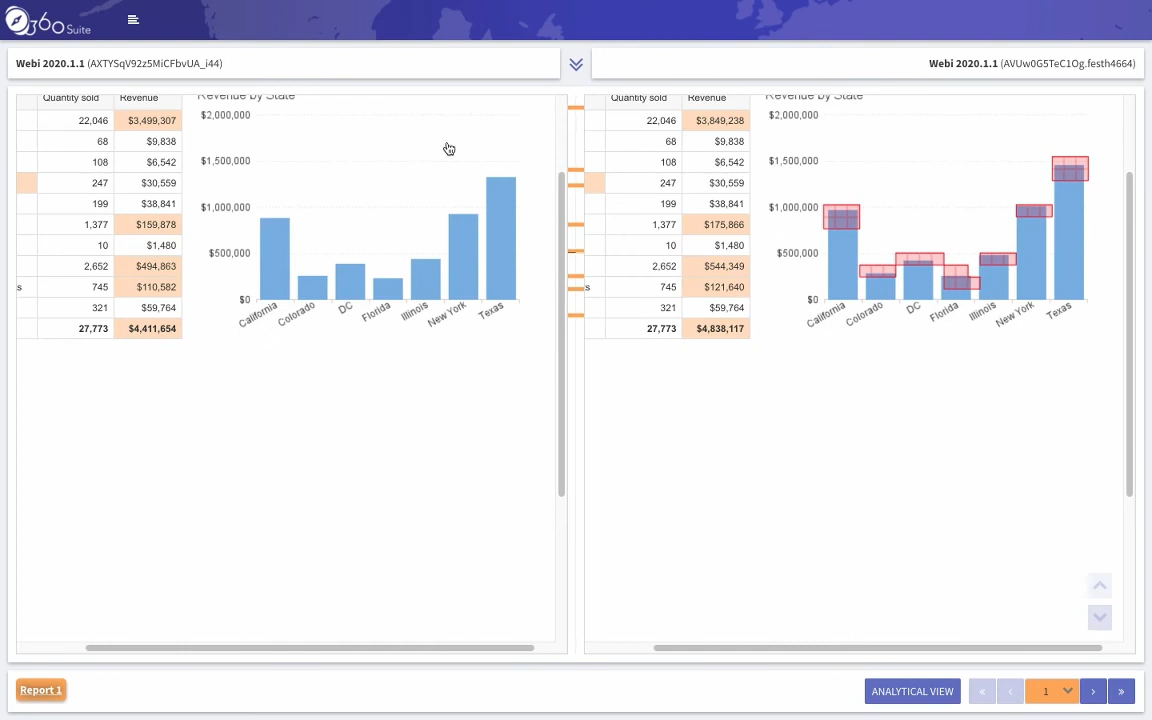 360Suite
Webi 2020.1.1 (AXTYSqV92z5MiCFbvUA_i44)
Webi 2020.1.1 (AVUw0G5TeC1Og.festh4664)
Quantity sold Revenue
22,046 $3,499,307
68 $9,838
108 $6,542
247 $30,559
199 $38,841
1,377 $159,878
10 $1,480
2,652 $494,863
s 745 $110,582
321 $59,764
27,773 $4,411,654
Revenue by State
$2,000,000
$1,500,000
$1,000,000
$500,000
$0
California Colorado DC Florida Illinois New York Texas
Quantity sold Revenue
22,046 $3,849,238
68 $9,838
108 $6,542
247 $30,559
199 $38,841
1,377 $175,866
10 $1,480
2,652 $544,349
s 745 $121,640
321 $59,764
27,773 $4,838,117
Revenue by State
$2,000,000
$1,500,000
$1,000,000
$500,000
$0
California Colorado DC Florida Illinois New York Texas
Report 1
ANALYTICAL VIEW « ‹ 1 › »